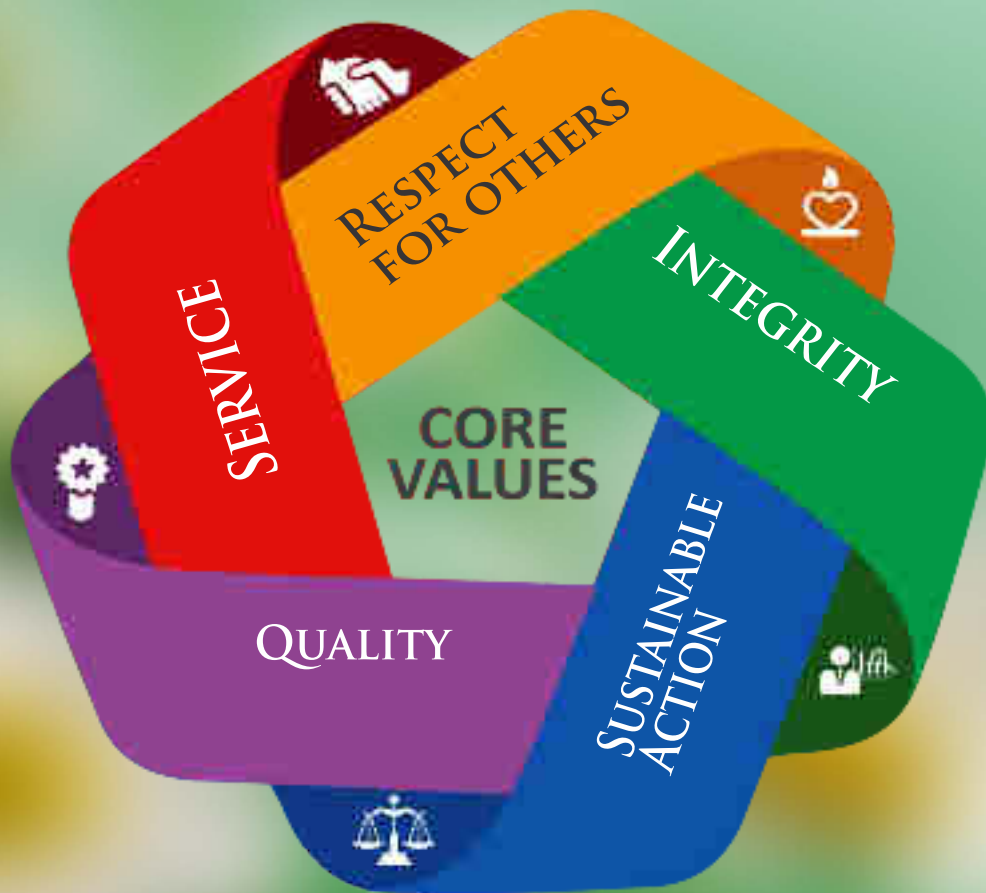 RESPECT
FOR OTHERS
INTEGRITY
SERVICE
CORE
VALUES
SUSTAINABLE
ACTION
QUALITY